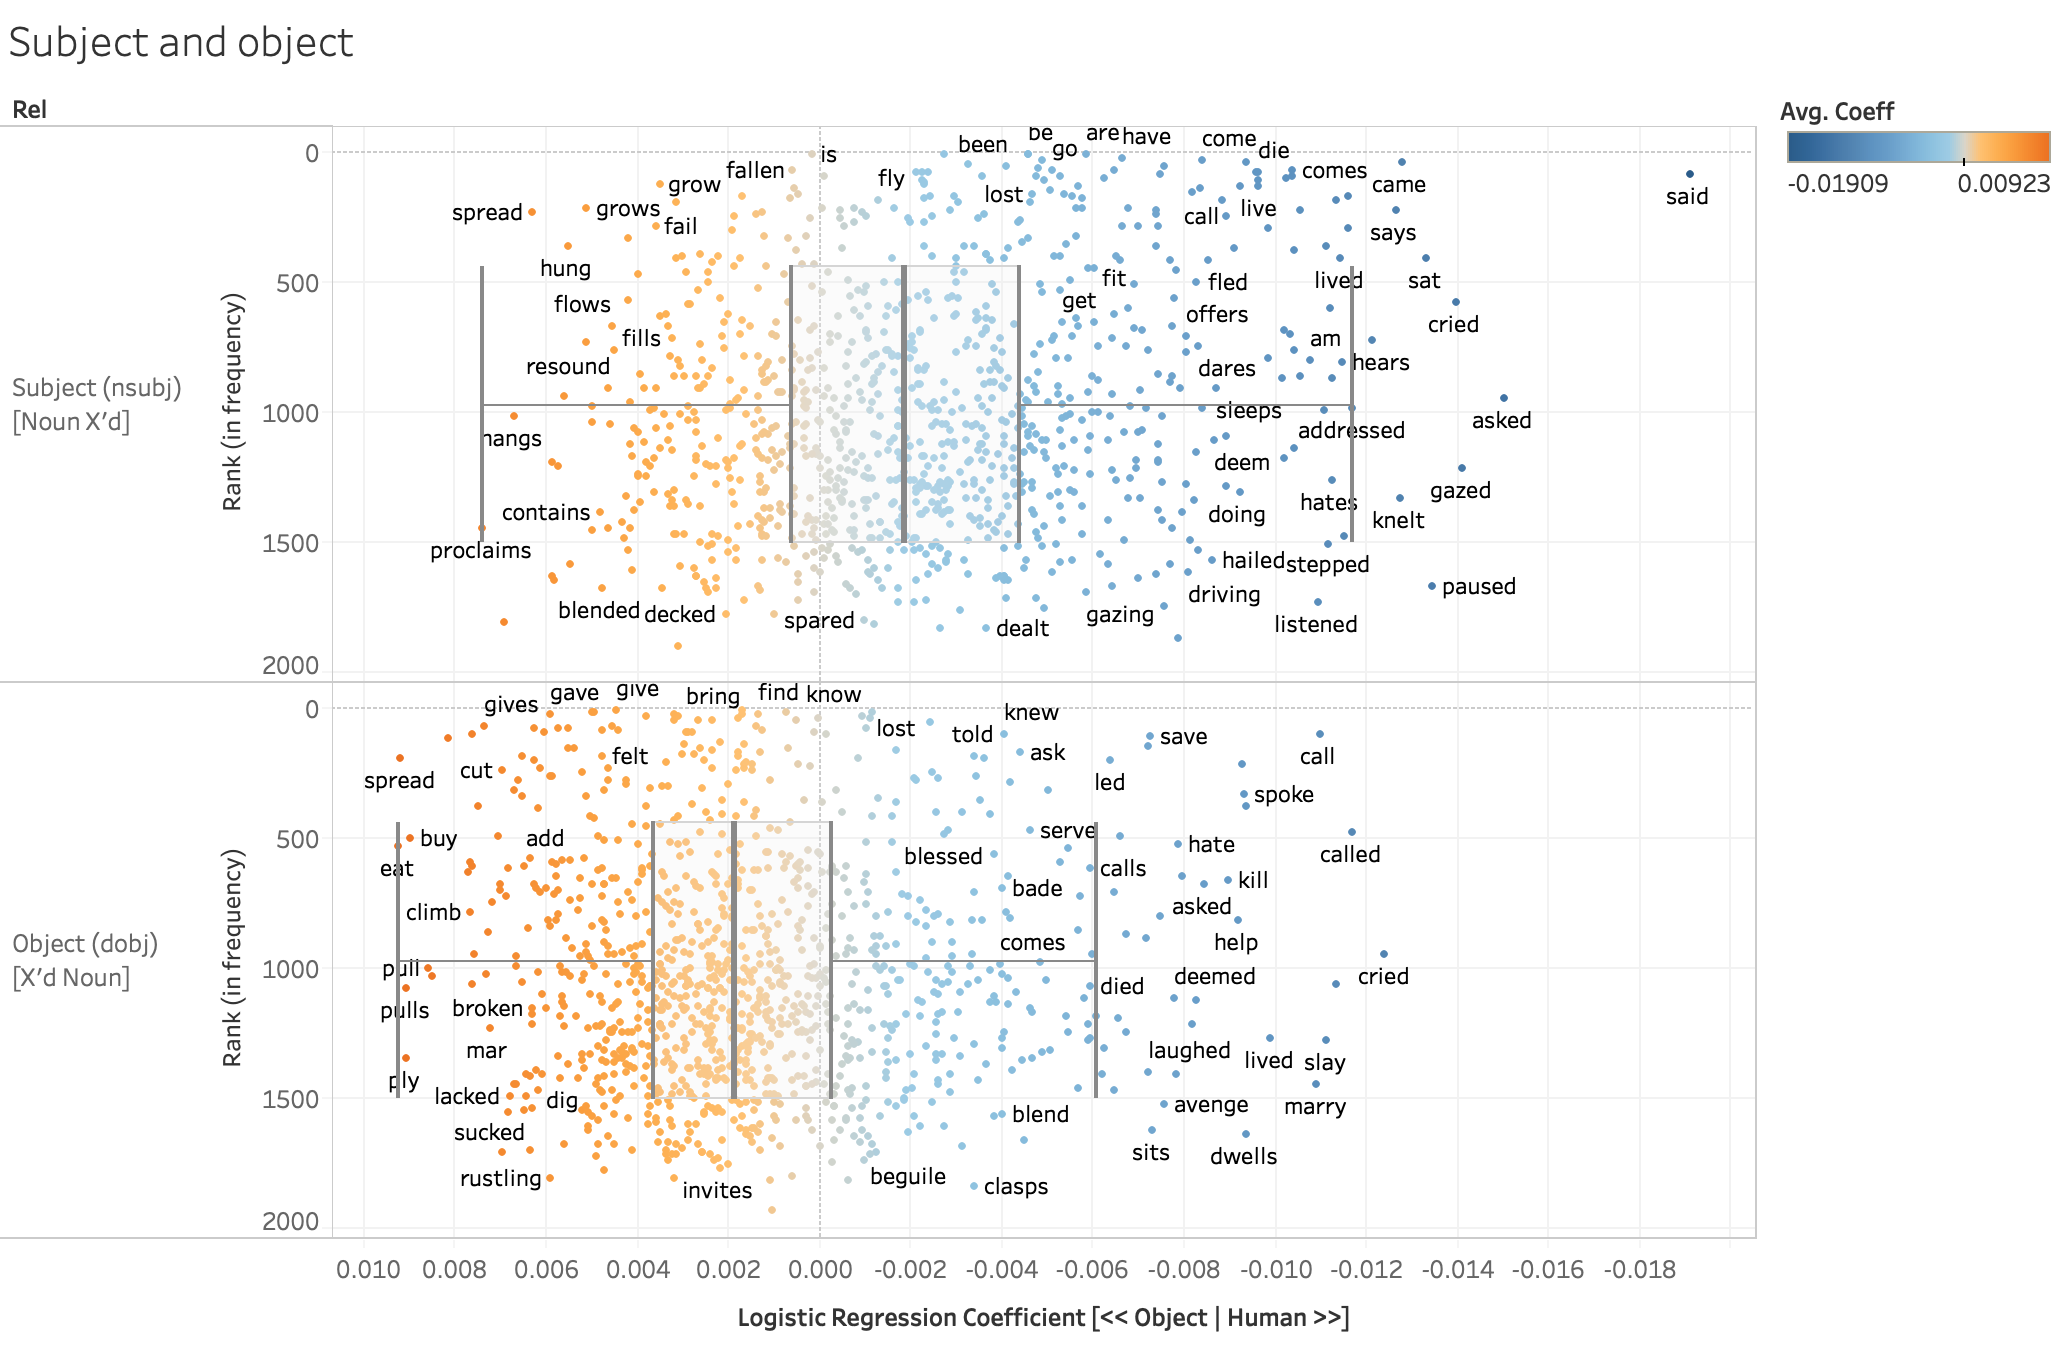 Subject and object
Rel
Avg. Coeff
-0.01909 0.00923
Subject (nsubj)
[Noun X'd]
Rank (in frequency)
0
500
1000
1500
2000
be are have
been go come die
is
fallen fly comes
grow lost came
spread grows said
fail call live
says
hung fit fled lived sat
flows get
offers cried
fills am
resound dares hears
sleeps
hangs addressed asked
deem
contains hates gazed
doing knelt
proclaims
hailed stepped
paused
blended decked spared driving
gazing
dealt listened
Object (dobj)
[X'd Noun]
Rank (in frequency)
0
500
1000
1500
2000
gives gave give bring find know
knew
lost told save
felt ask call
spread cut led
spoke
buy add serve
hate called
eat blessed calls
bade kill
climb asked
comes help
pull deemed cried
died
pulls broken
mar laughed lived slay
ply
lacked dig avenge marry
blend
sucked
sits dwells
rustling invites beguile clasps
0.010 0.008 0.006 0.004 0.002 0.000 -0.002 -0.004 -0.006 -0.008 -0.010 -0.012 -0.014 -0.016 -0.018
Logistic Regression Coefficient [<< Object | Human >>]